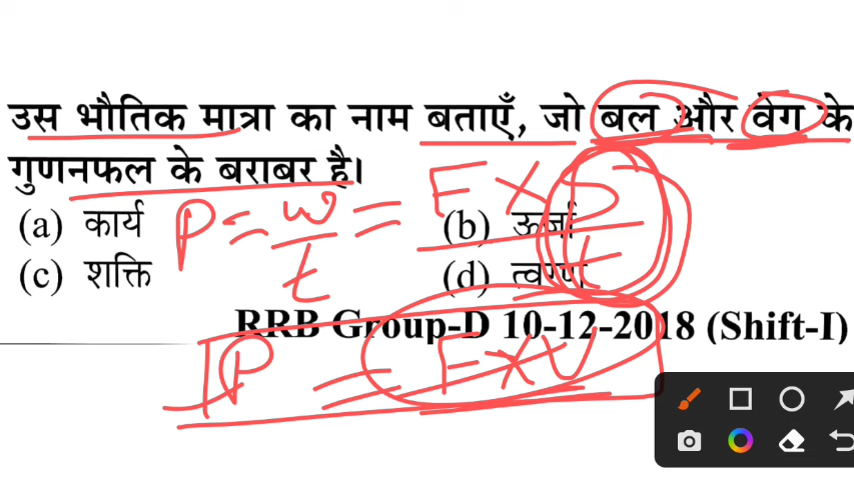 उस भौतिक मात्रा का नाम बताएँ, जो बल और वेग के
गुणनफल के बराबर है।
(a) कार्य (b) ऊर्जा
(c) शक्ति (d) त्वरण
P = w/t = F×S/t
RRB Group-D 10-12-2018 (Shift-I)
P = F×V